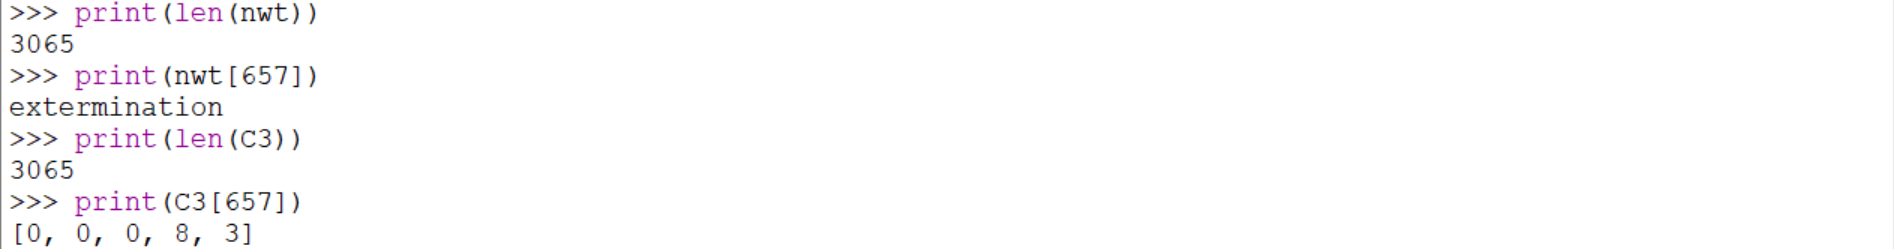 >>> print(len(nwt))
3065
>>> print(nwt[657])
extermination
>>> print(len(C3))
3065
>>> print(C3[657])
[0, 0, 0, 8, 3]